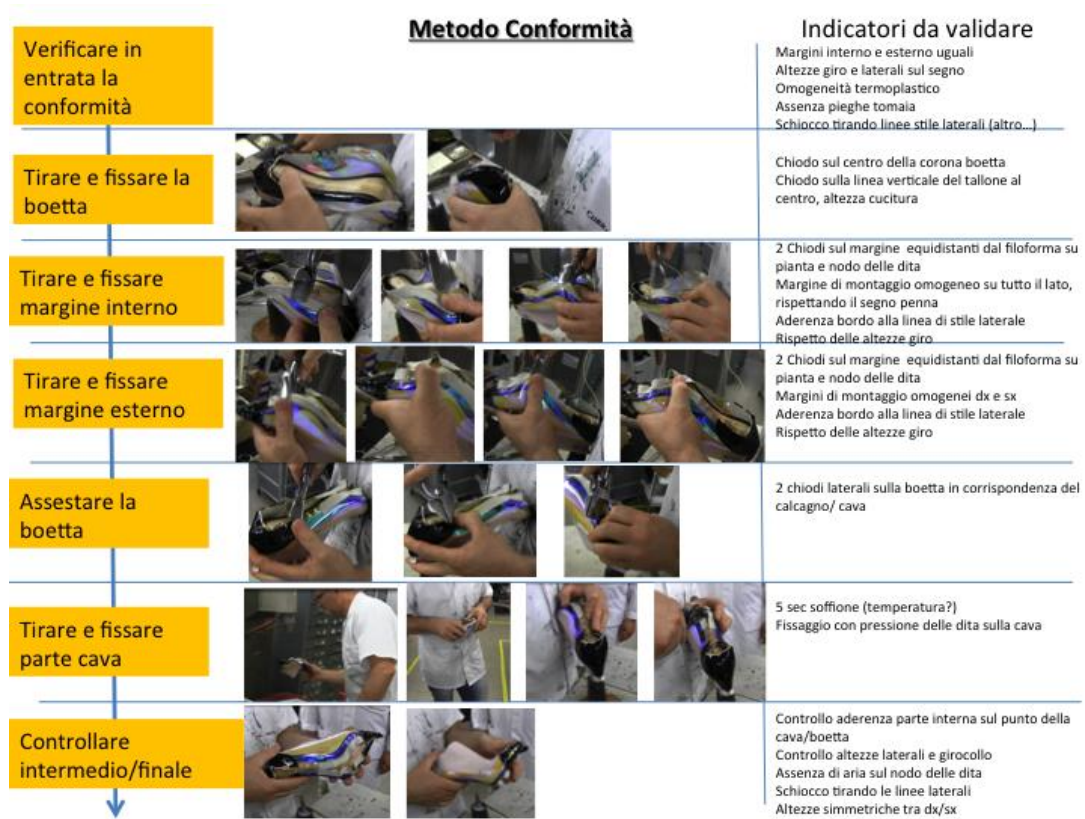 Metodo Conformità
Indicatori da validare
Verificare in
entrata la
conformità
Margini interno e esterno uguali
Altezze giro e laterali sul segno
Omogeneità termoplastico
Assenza pieghe tomaia
Schiocco tirando linee stile laterali (altro...)
Tirare e fissare la
boetta
Chiodo sul centro della corona boetta
Chiodo sulla linea verticale del tallone al
centro, altezza cucitura
Tirare e fissare
margine interno
2 Chiodi sul margine equidistanti dal filoforma su
pianta e nodo delle dita
Margine di montaggio omogeneo su tutto il lato,
rispettando il segno penna
Aderenza bordo alla linea di stile laterale
Rispetto delle altezze giro
Tirare e fissare
margine esterno
2 Chiodi sul margine equidistanti dal filoforma su
pianta e nodo delle dita
Margini di montaggio omogenei dx e sx
Aderenza bordo alla linea di stile laterale
Rispetto delle altezze giro
Assestare la
boetta
2 chiodi laterali sulla boetta in corrispondenza del
calcagno/ cava
Tirare e fissare
parte cava
5 sec soffione (temperatura?)
Fissaggio con pressione delle dita sulla cava
Controllare
intermedio/finale
Controllo aderenza parte interna sul punto della
cava/boetta
Controllo altezze laterali e girocollo
Assenza di aria sul nodo delle dita
Schiocco tirando le linee laterali
Altezze simmetriche tra dx/sx